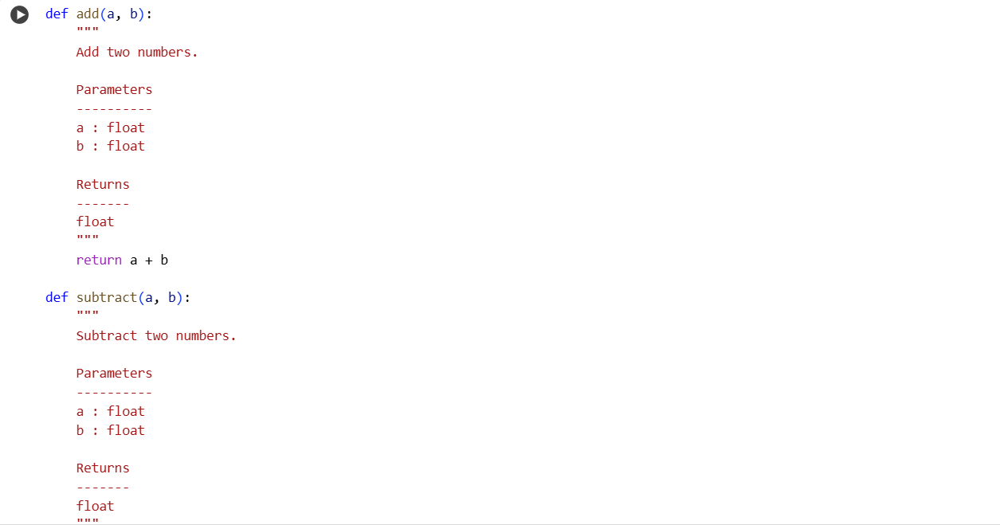 def add(a, b):
    """
    Add two numbers.

    Parameters
    ----------
    a : float
    b : float

    Returns
    -------
    float
    """
    return a + b

def subtract(a, b):
    """
    Subtract two numbers.

    Parameters
    ----------
    a : float
    b : float

    Returns
    -------
    float
    """